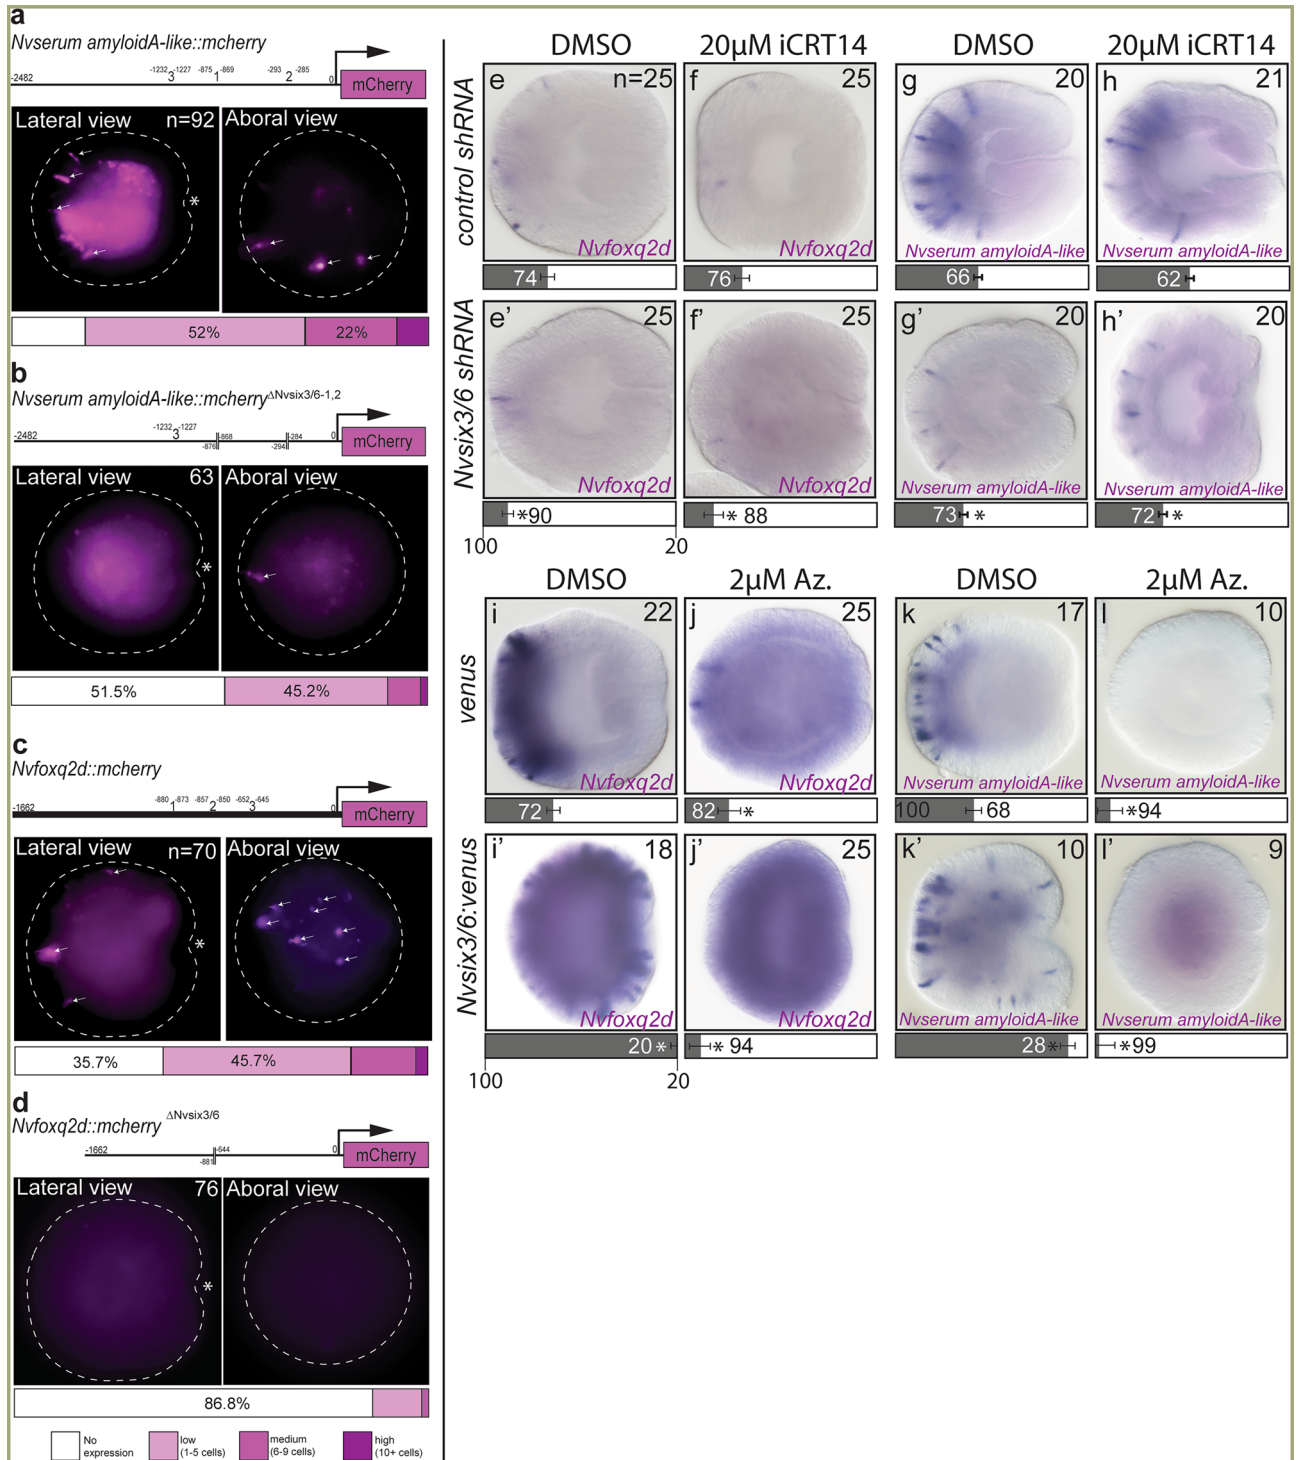 a
Nvserum amyloidA-like::mcherry
-2482 -1232 3 -1227 -875 1 -869 -293 2 -285 0 mCherry
Lateral view n=92 Aboral view
*
52% 22%
b
Nvserum amyloidA-like::mcherry ΔNvsix3/6-1,2
-2482 -1232 3 -1227 -876 -868 -294 -284 0 mCherry
Lateral view 63 Aboral view
*
51.5% 45.2%
c
Nvfoxq2d::mcherry
-1662 -880 1 -873 -857 2 -850 -652 3 -645 0 mCherry
Lateral view n=70 Aboral view
*
35.7% 45.7%
d
Nvfoxq2d::mcherry ΔNvsix3/6
-1662 -881 -644 0 mCherry
Lateral view 76 Aboral view
*
86.8%
No expression
low (1-5 cells)
medium (6-9 cells)
high (10+ cells)
DMSO 20µM iCRT14 DMSO 20µM iCRT14
control shRNA
e n=25 f 25 g 20 h 21
Nvfoxq2d Nvfoxq2d Nvserum amyloidA-like Nvserum amyloidA-like
74 76 66 62
Nvsix3/6 shRNA
e’ 25 f’ 25 g’ 20 h’ 20
Nvfoxq2d Nvfoxq2d Nvserum amyloidA-like Nvserum amyloidA-like
*90 * 88 73 * 72 *
100 20
DMSO 2µM Az. DMSO 2µM Az.
venus
i 22 j 25 k 17 l 10
Nvfoxq2d Nvfoxq2d Nvserum amyloidA-like Nvserum amyloidA-like
72 82 * 100 68 *94
Nvsix3/6:venus
i’ 18 j’ 25 k’ 10 l’ 9
Nvfoxq2d Nvfoxq2d Nvserum amyloidA-like Nvserum amyloidA-like
20 * * 94 28 * *99
100 20